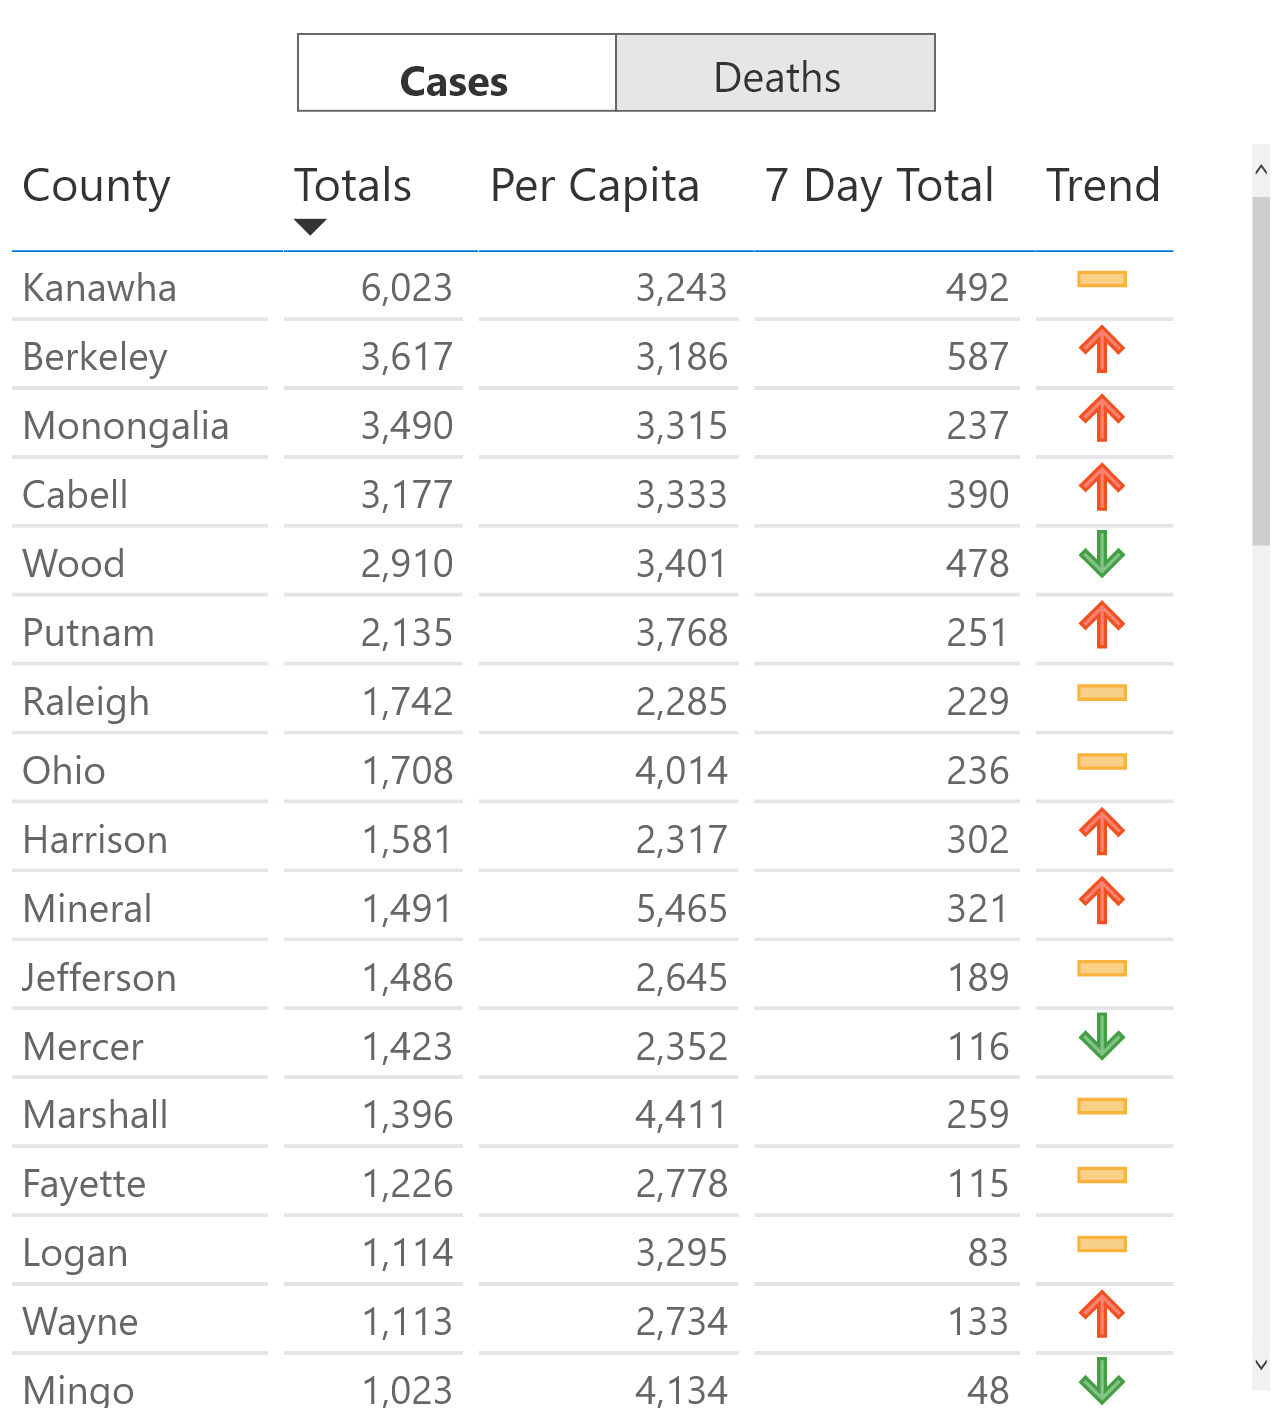 Cases Deaths
County Totals Per Capita 7 Day Total Trend
Kanawha 6,023 3,243 492
Berkeley 3,617 3,186 587
Monongalia 3,490 3,315 237
Cabell 3,177 3,333 390
Wood 2,910 3,401 478
Putnam 2,135 3,768 251
Raleigh 1,742 2,285 229
Ohio 1,708 4,014 236
Harrison 1,581 2,317 302
Mineral 1,491 5,465 321
Jefferson 1,486 2,645 189
Mercer 1,423 2,352 116
Marshall 1,396 4,411 259
Fayette 1,226 2,778 115
Logan 1,114 3,295 83
Wayne 1,113 2,734 133
Mingo 1,023 4,134 48